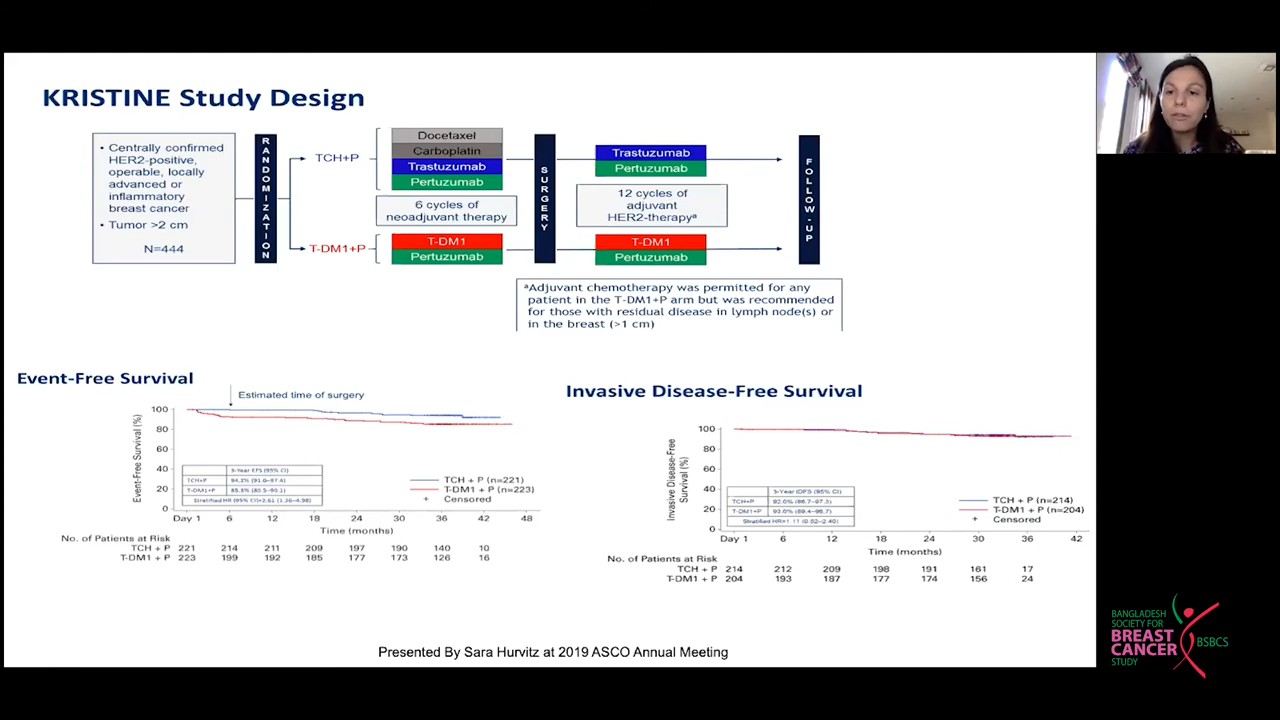 KRISTINE Study Design
• Centrally confirmed
HER2-positive,
operable, locally
advanced or
inflammatory
breast cancer
• Tumor >2 cm
N=444
RANDOMIZATION
TCH+P
Docetaxel
Carboplatin
Trastuzumab
Pertuzumab
6 cycles of
neoadjuvant therapy
T-DM1+P
T-DM1
Pertuzumab
SURGERY
Trastuzumab
Pertuzumab
12 cycles of
adjuvant
HER2-therapyᵃ
T-DM1
Pertuzumab
FOLLOW-UP
ᵃAdjuvant chemotherapy was permitted for any
patient in the T-DM1+P arm but was recommended
for those with residual disease in lymph node(s) or
in the breast (>1 cm)
Event-Free Survival
Estimated time of surgery
Event-Free Survival (%)
100
80
60
40
20
0
3-Year EFS (95% CI)
TCH+P 94.2% (91.0–97.4)
T-DM1+P 85.3% (80.5–90.1)
Stratified HR (95% CI)=2.61 (1.36–4.98)
TCH + P (n=221)
T-DM1 + P (n=223)
+ Censored
Day 1 6 12 18 24 30 36 42 48
Time (months)
No. of Patients at Risk
TCH + P 221 214 211 209 197 190 140 10
T-DM1 + P 223 199 192 185 177 173 126 16
Invasive Disease-Free Survival
Invasive Disease-Free
Survival (%)
100
80
60
40
20
0
3-Year IDFS (95% CI)
TCH+P 92.0% (86.7–97.3)
T-DM1+P 93.0% (89.4–96.7)
Stratified HR=1.11 (0.52–2.40)
TCH + P (n=214)
T-DM1 + P (n=204)
+ Censored
Day 1 6 12 18 24 30 36 42
Time (months)
No. of Patients at Risk
TCH + P 214 212 209 198 191 161 17
T-DM1 + P 204 193 187 177 174 156 24
Presented By Sara Hurvitz at 2019 ASCO Annual Meeting
BANGLADESH
SOCIETY FOR
BREAST
CANCER
STUDY
BSBCS